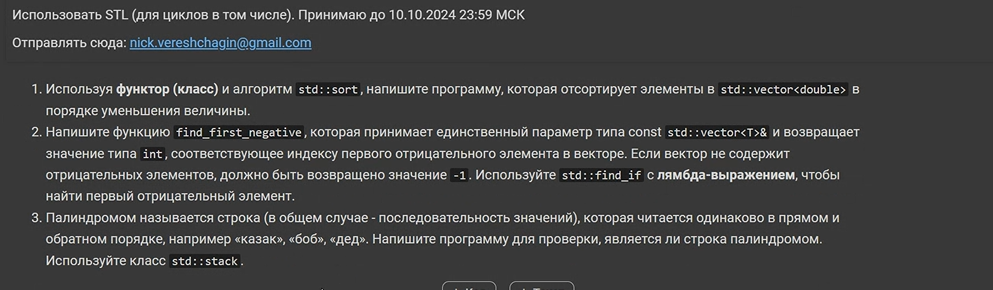 Использовать STL (для циклов в том числе). Принимаю до 10.10.2024 23:59 МСК
Отправлять сюда: nick.vereshchagin@gmail.com
1. Используя функтор (класс) и алгоритм std::sort, напишите программу, которая отсортирует элементы в std::vector<double> в
порядке уменьшения величины.
2. Напишите функцию find_first_negative, которая принимает единственный параметр типа const std::vector<T>& и возвращает
значение типа int, соответствующее индексу первого отрицательного элемента в векторе. Если вектор не содержит
отрицательных элементов, должно быть возвращено значение -1. Используйте std::find_if с лямбда-выражением, чтобы
найти первый отрицательный элемент.
3. Палиндромом называется строка (в общем случае - последовательность значений), которая читается одинаково в прямом и
обратном порядке, например «казак», «боб», «дед». Напишите программу для проверки, является ли строка палиндромом.
Используйте класс std::stack.